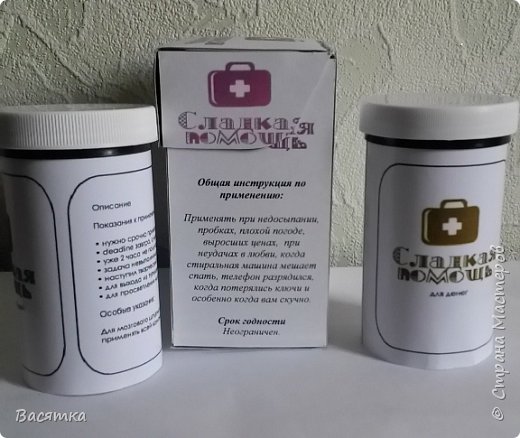 Сладкая
помощь
Общая инструкция по
применению:
Применять при недосыпании,
пробках, плохой погоде,
выросших ценах, при
неудачах в любви, когда
стиральная машина мешает
спать, телефон разрядился,
когда потерялись ключи и
особенно когда вам скучно.
Срок годности
Неограничен.
Описание
Показания к
• нужно срочно
• deadline завтра
• уже 2 часа не
• задача
• наступил
• для выхода из
• для
Особые указания
Для мозгового
применять всей
Сладкая
помощь
для денег
Васятка
© Страна Мастеров